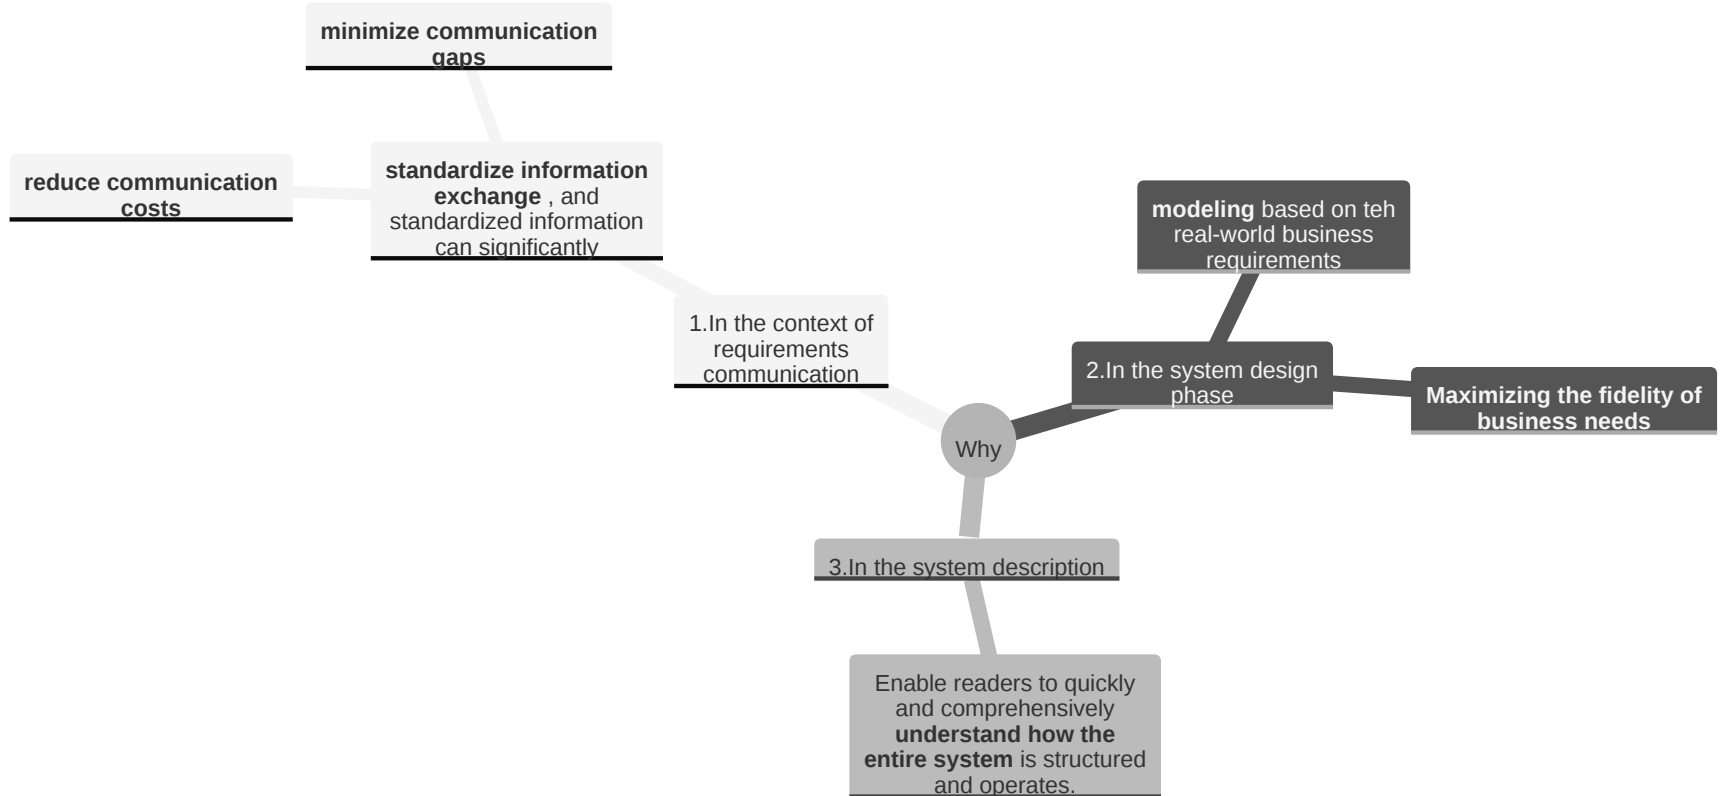 minimize communication
gaps
reduce communication
costs
standardize information
exchange , and
standardized information
can significantly
1.In the context of
requirements
communication
modeling based on teh
real-world business
requirements
2.In the system design
phase
Maximizing the fidelity of
business needs
Why
3.In the system description
Enable readers to quickly
and comprehensively
understand how the
entire system is structured
and operates.